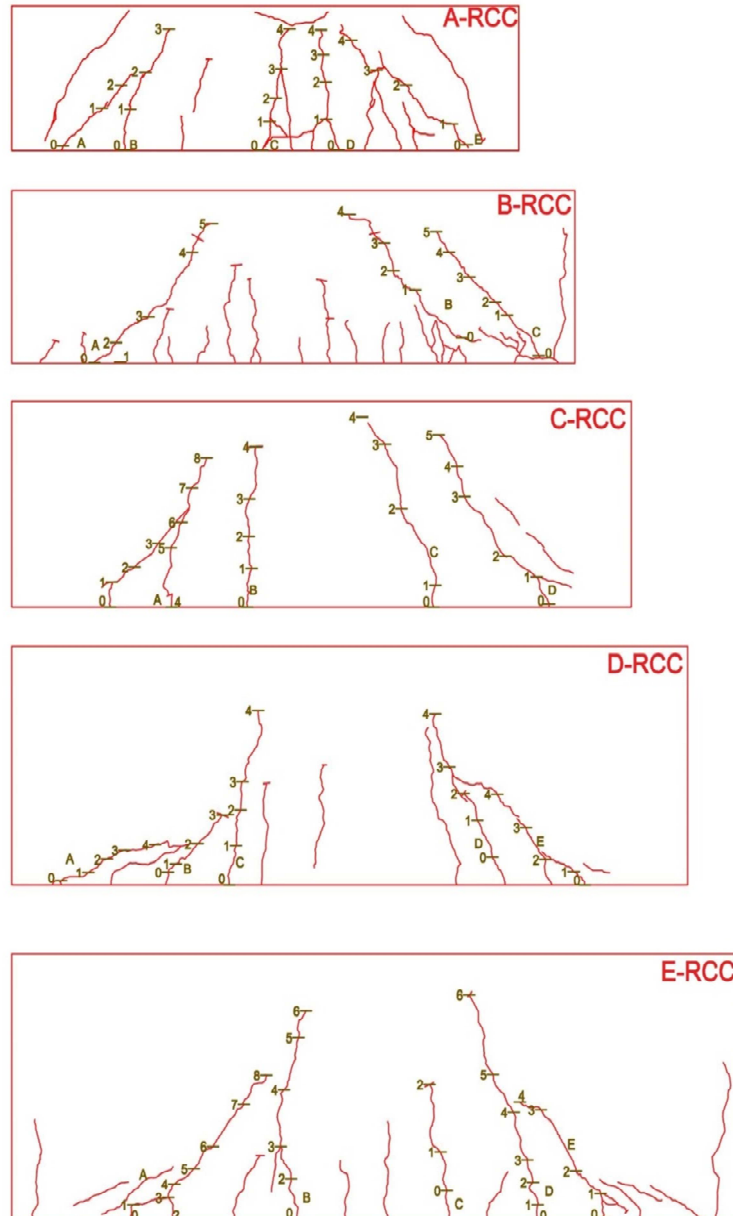 A-RCC
3 4 4 4
3 3 3
2 2 2 2
2
1 1 1 1 1
0 A 0 B 0 C 0 D 0 E
B-RCC
5 4 5
4 3 4
2 3
3 1 B 2 1
A 2 0 C
0 1 0
C-RCC
8 4 4 5
7 3 3 4
6 2 2 3
3 5 C 2
2 1 1
1 B 1 D
0 A 4 0 0 0
D-RCC
4 4
3 3
3 2 2 4
1 3
A 2 3 4 2 1 D E
0 1 1 B C 0 2
0 0 1 0
E-RCC
6 6
5 5
8 4 2 4 4
7 3
6 3 1 E
A 5 3 2
4 2 0 2 D
1 3 B C 1 1
0 2 0 0 0